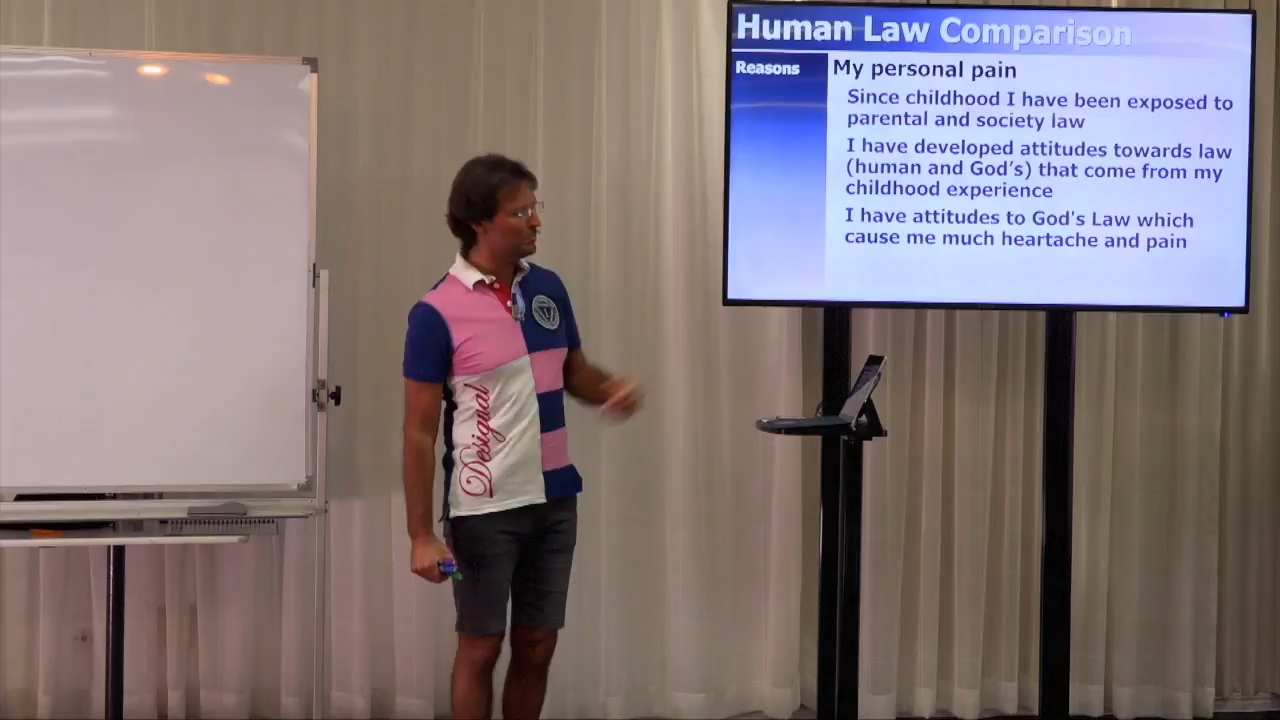 Human Law Comparison
Reasons
My personal pain
Since childhood I have been exposed to
parental and society law
I have developed attitudes towards law
(human and God's) that come from my
childhood experience
I have attitudes to God's Law which
cause me much heartache and pain
Desigual